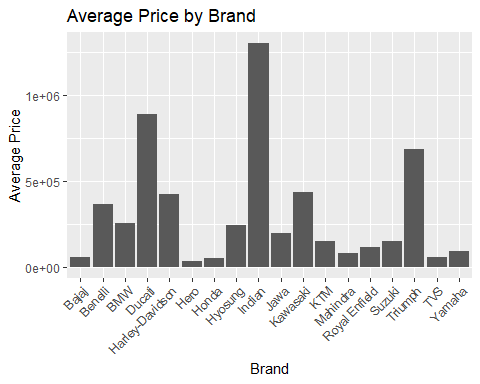 Average Price by Brand
Average Price
1e+06
5e+05
0e+00
Bajaj
Benelli
BMW
Ducati
Harley-Davidson
Hero
Honda
Hyosung
Indian
Jawa
Kawasaki
KTM
Mahindra
Royal Enfield
Suzuki
Triumph
TVS
Yamaha
Brand